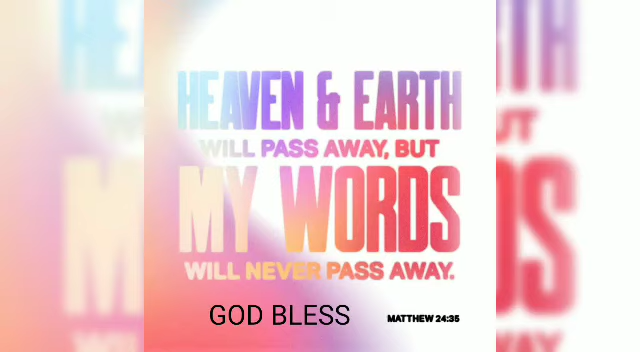 HEAVEN & EARTH
WILL PASS AWAY, BUT
MY WORDS
WILL NEVER PASS AWAY.
GOD BLESS
MATTHEW 24:35